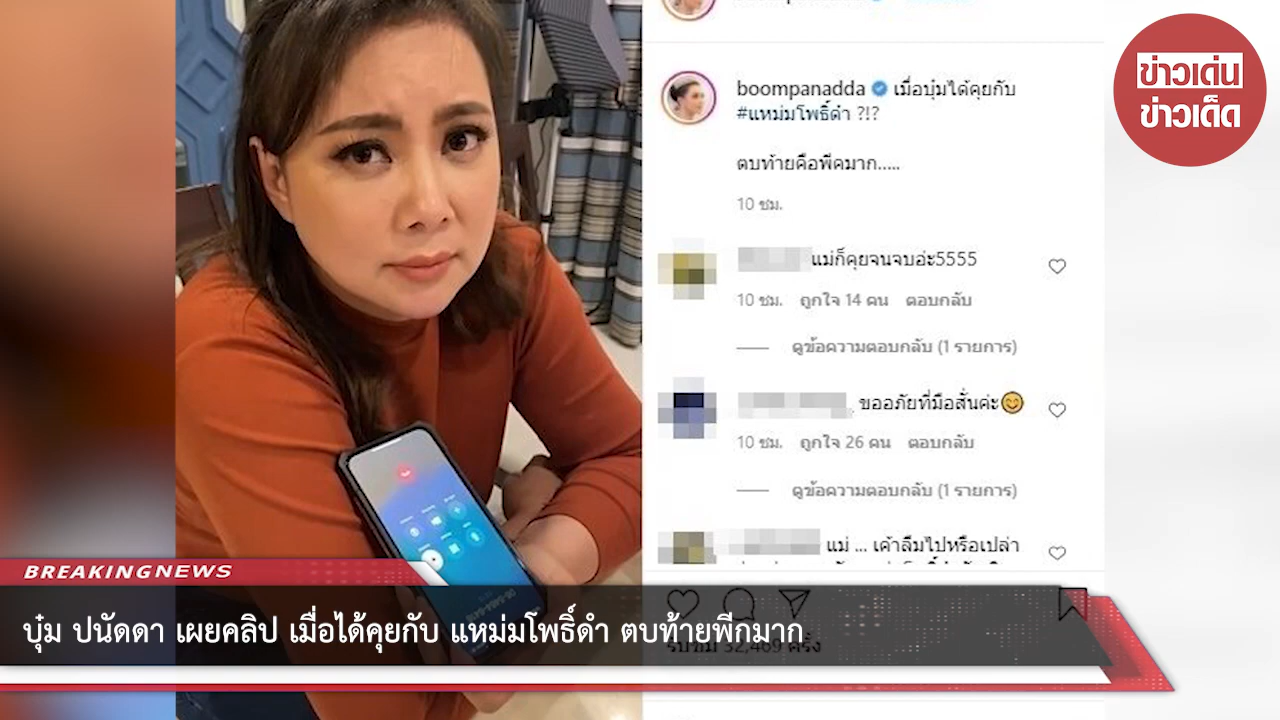 ข่าวเด่น
ข่าวเด็ด
boompanadda เมื่อบุ๋มได้คุยกับ
#แหม่มโพธิ์ดำ ?!?
ตบท้ายคือพีคมาก.....
10 ชม.
แม่ก็คุยจนจบอ่ะ5555
10 ชม. ถูกใจ 14 คน ตอบกลับ
ดูข้อความตอบกลับ (1 รายการ)
ขออภัยที่มือสั่นค่ะ😊
10 ชม. ถูกใจ 26 คน ตอบกลับ
ดูข้อความตอบกลับ (1 รายการ)
แม่ ... เค้าลืมไปหรือเปล่า
BREAKINGNEWS
บุ๋ม ปนัดดา เผยคลิป เมื่อได้คุยกับ แหม่มโพธิ์ดำ ตบท้ายพีกมาก
รับชม 32,469 ครั้ง